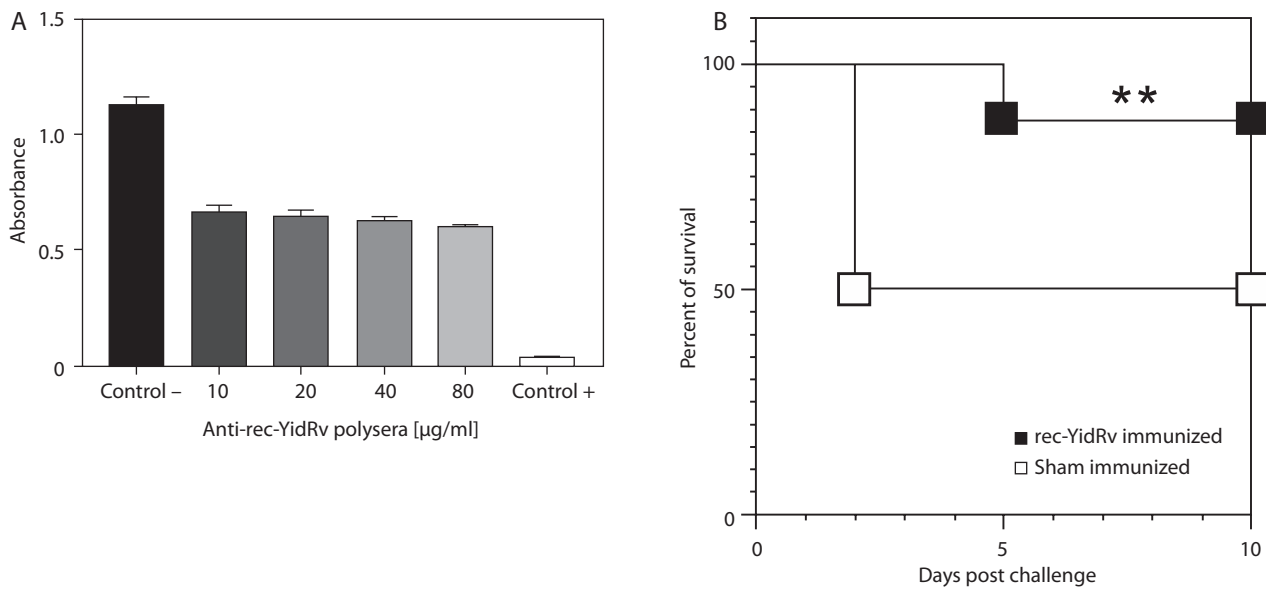 A
1.5
1.0
0.5
0
Absorbance
Control –
10
20
40
80
Control +
Anti-rec-YidRv polysera [µg/ml]
B
**
100
50
0
Percent of survival
rec-YidRv immunized
Sham immunized
0
5
10
Days post challenge